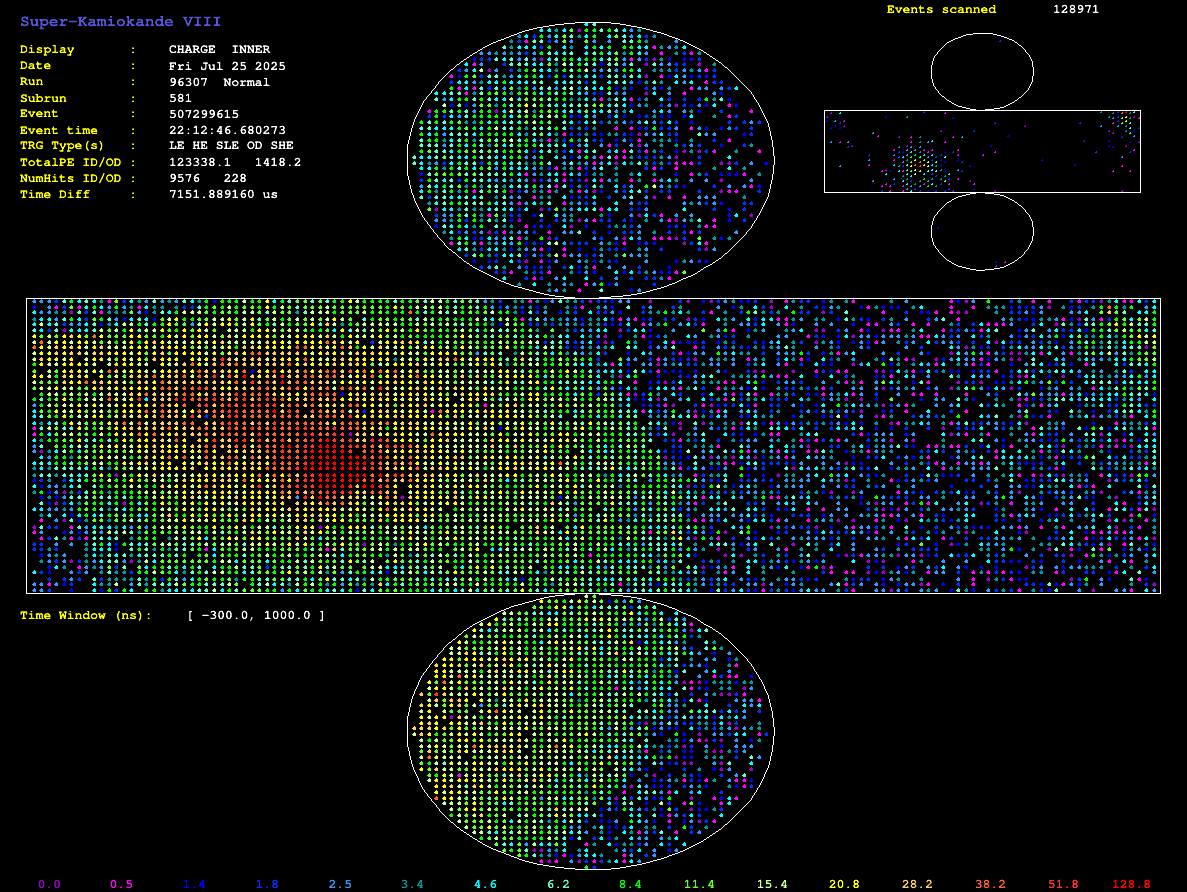 Super-Kamiokande VIII
Events scanned 128971
Display : CHARGE INNER
Date : Fri Jul 25 2025
Run : 96307 Normal
Subrun : 581
Event : 507299615
Event time : 22:12:46.680273
TRG Type(s) : LE HE SLE OD SHE
TotalPE ID/OD : 123338.1 1418.2
NumHits ID/OD : 9576 228
Time Diff : 7151.889160 us
Time Window (ns): [ -300.0, 1000.0 ]
0.0 0.5 1.4 1.8 2.5 3.4 4.6 6.2 8.4 11.4 15.4 20.8 28.2 38.2 51.8 128.8